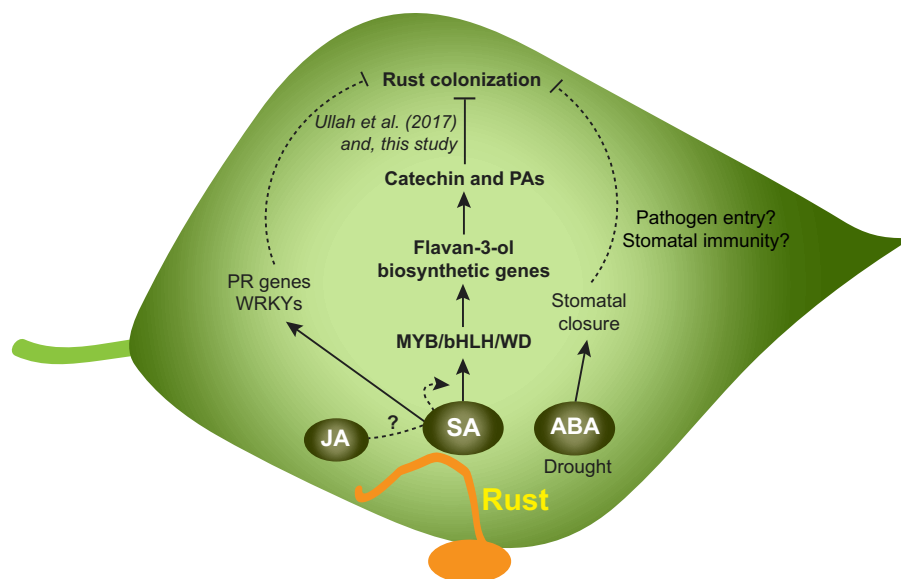 Rust colonization
Ullah et al. (2017)
and, this study
Catechin and PAs
Pathogen entry?
Stomatal immunity?
Flavan-3-ol
biosynthetic genes
PR genes
WRKYs
Stomatal
closure
MYB/bHLH/WD
?
JA
SA
ABA
Drought
Rust